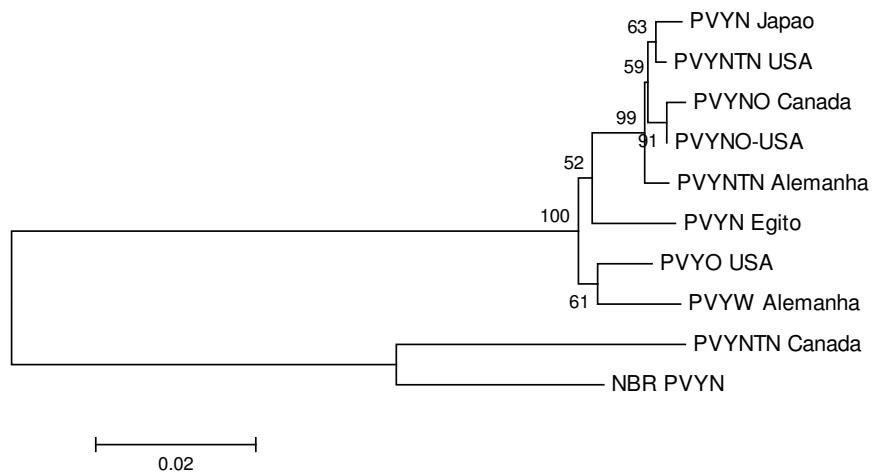 63
PVYN Japao
PVYNTN USA
59
PVYNO Canada
99
91
PVYNO-USA
52
PVYNTN Alemanha
100
PVYN Egito
PVYO USA
61
PVYW Alemanha
PVYNTN Canada
NBR PVYN
0.02